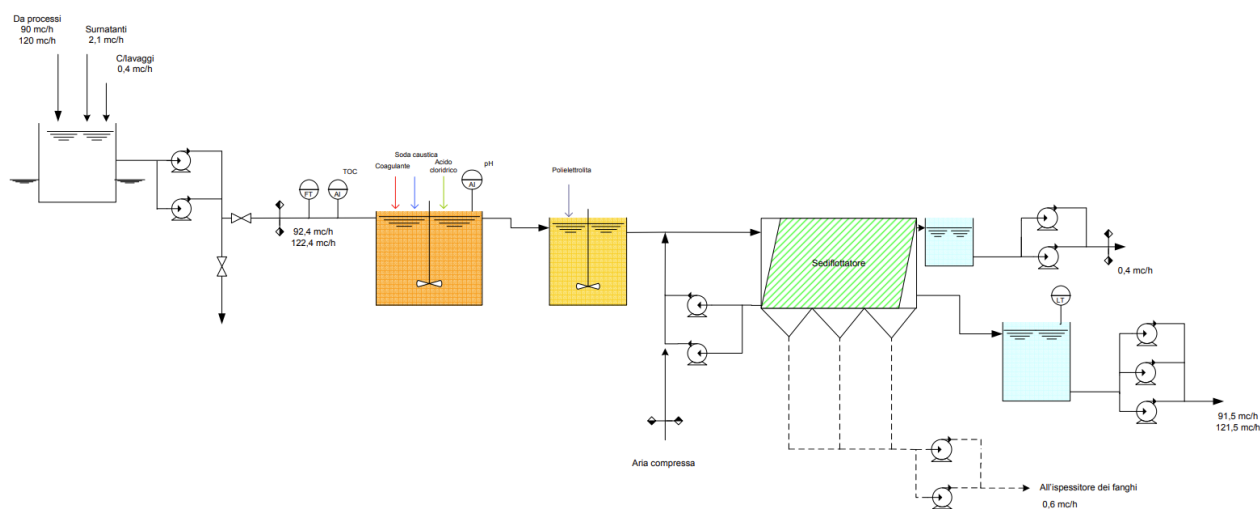 Da processi
90 mc/h
120 mc/h
Surnatanti
2,1 mc/h
C/lavaggi
0,4 mc/h
FT
TOC
AI
92,4 mc/h
122,4 mc/h
Coagulante
Soda caustica
Acido
cloridrico
pH
AI
Polielettrolita
Sediflottatore
0,4 mc/h
LT
91,5 mc/h
121,5 mc/h
Aria compressa
All'ispessitore dei fanghi
0,6 mc/h